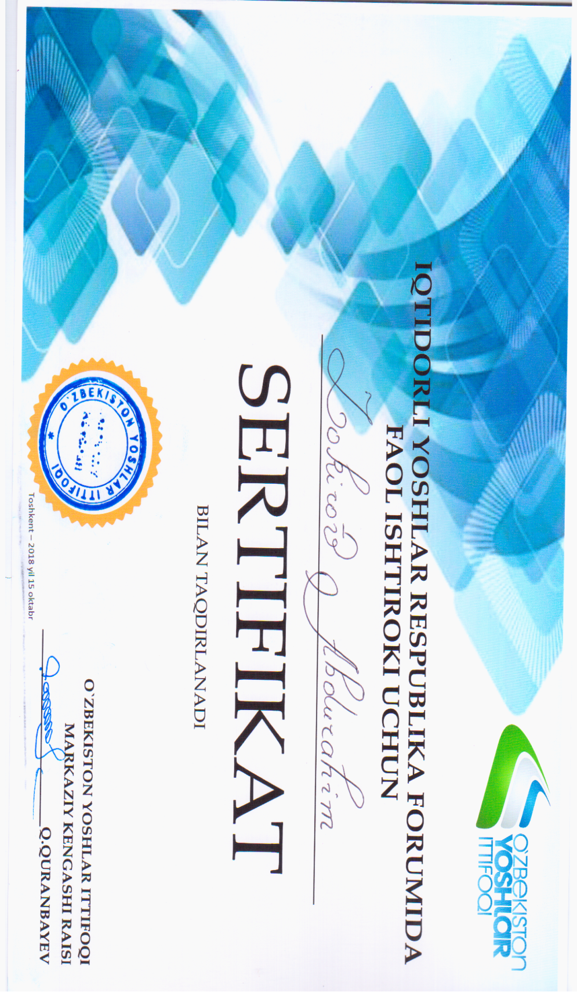 O`ZBEKISTON
YOSHLAR
ITTIFOQI
IQTIDORLI YOSHLAR RESPUBLIKA FORUMIDA
FAOL ISHTIROKI UCHUN
Zokirov Abdurahim
SERTIFIKAT
BILAN TAQDIRLANADI
O`ZBEKISTON YOSHLAR ITTIFOQI *
O`ZBEKISTON YOSHLAR ITTIFOQI
MARKAZIY KENGASHI RAISI
Q.QURANBAYEV
Toshkent – 2018 yil 15 oktabr